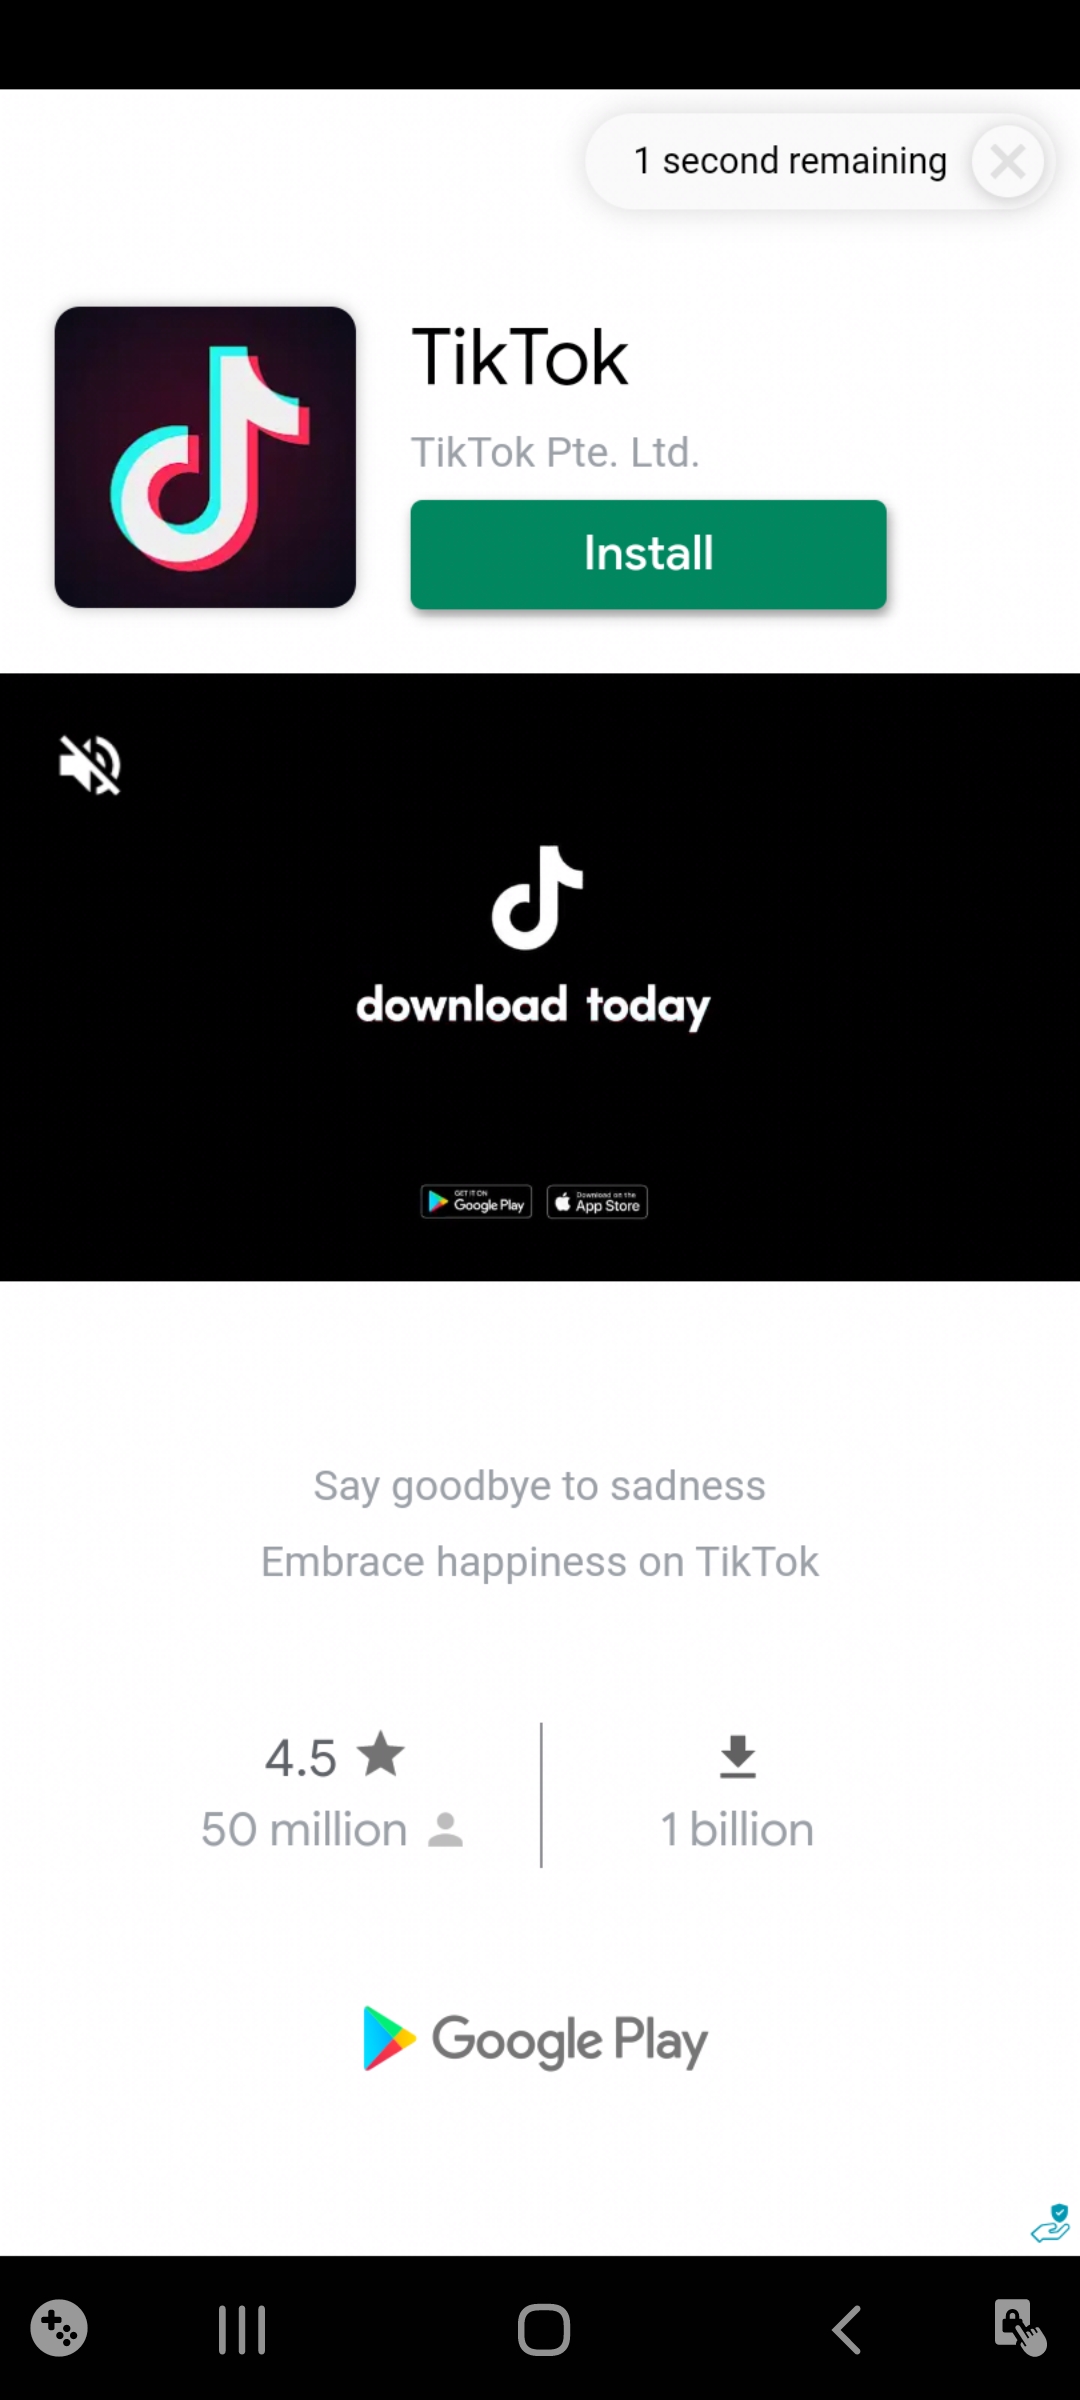 1 second remaining
TikTok
TikTok Pte. Ltd.
Install
download today
GET IT ON
Google Play
Download on the
App Store
Say goodbye to sadness
Embrace happiness on TikTok
4.5
50 million
1 billion
Google Play